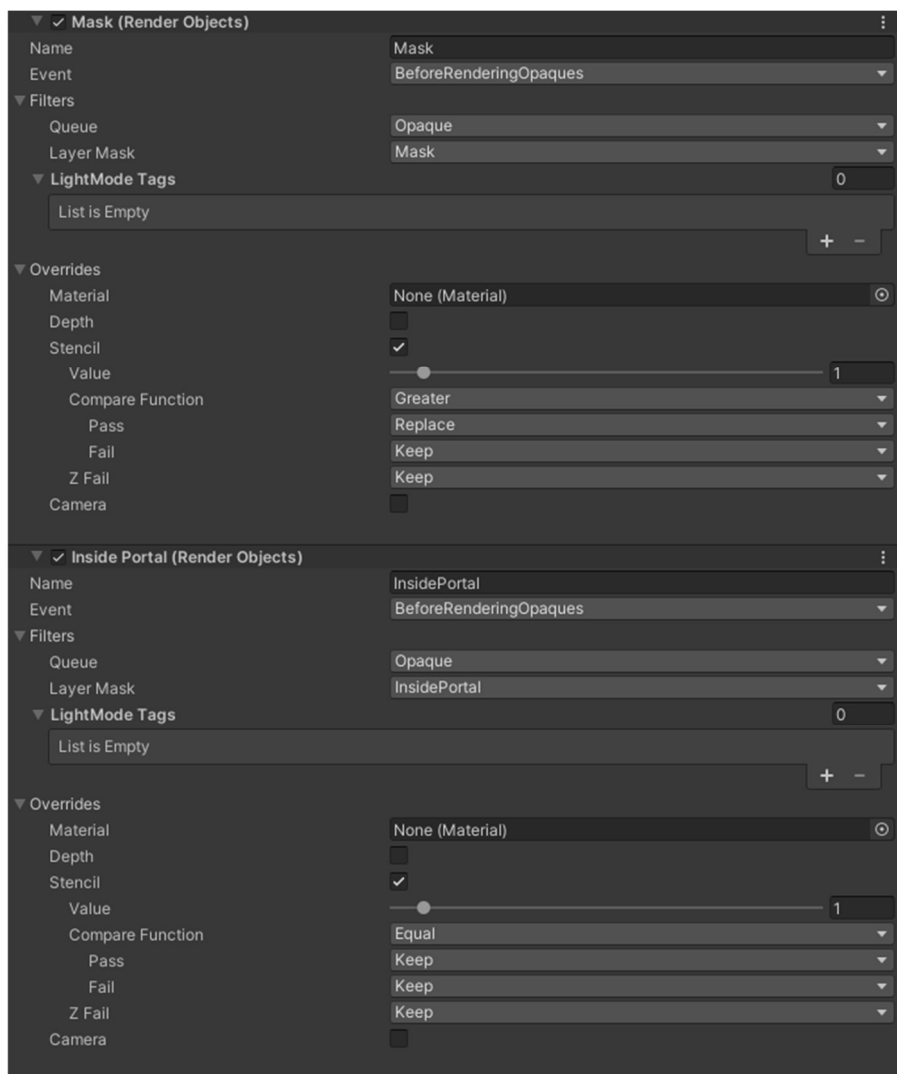 Mask (Render Objects)
Name Mask
Event BeforeRenderingOpaques
Filters
Queue Opaque
Layer Mask Mask
LightMode Tags 0
List is Empty
+ −
Overrides
Material None (Material)
Depth
Stencil
Value 1
Compare Function Greater
Pass Replace
Fail Keep
Z Fail Keep
Camera
Inside Portal (Render Objects)
Name InsidePortal
Event BeforeRenderingOpaques
Filters
Queue Opaque
Layer Mask InsidePortal
LightMode Tags 0
List is Empty
+ −
Overrides
Material None (Material)
Depth
Stencil
Value 1
Compare Function Equal
Pass Keep
Fail Keep
Z Fail Keep
Camera